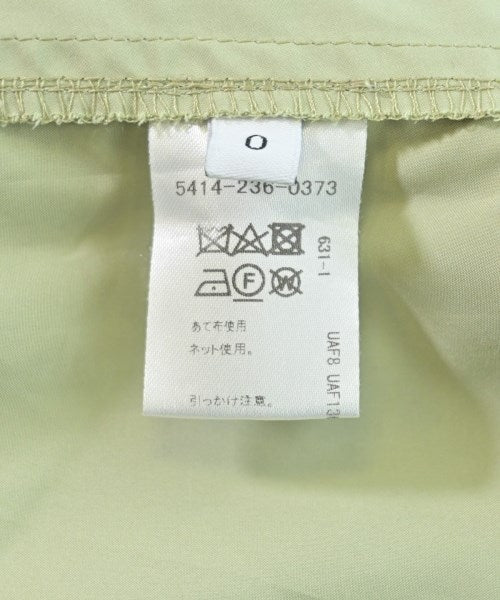 0
5414-236-0373
F W
631-1
あて布使用
ネット使用。
UAF8 UAF13
引っかけ注意。